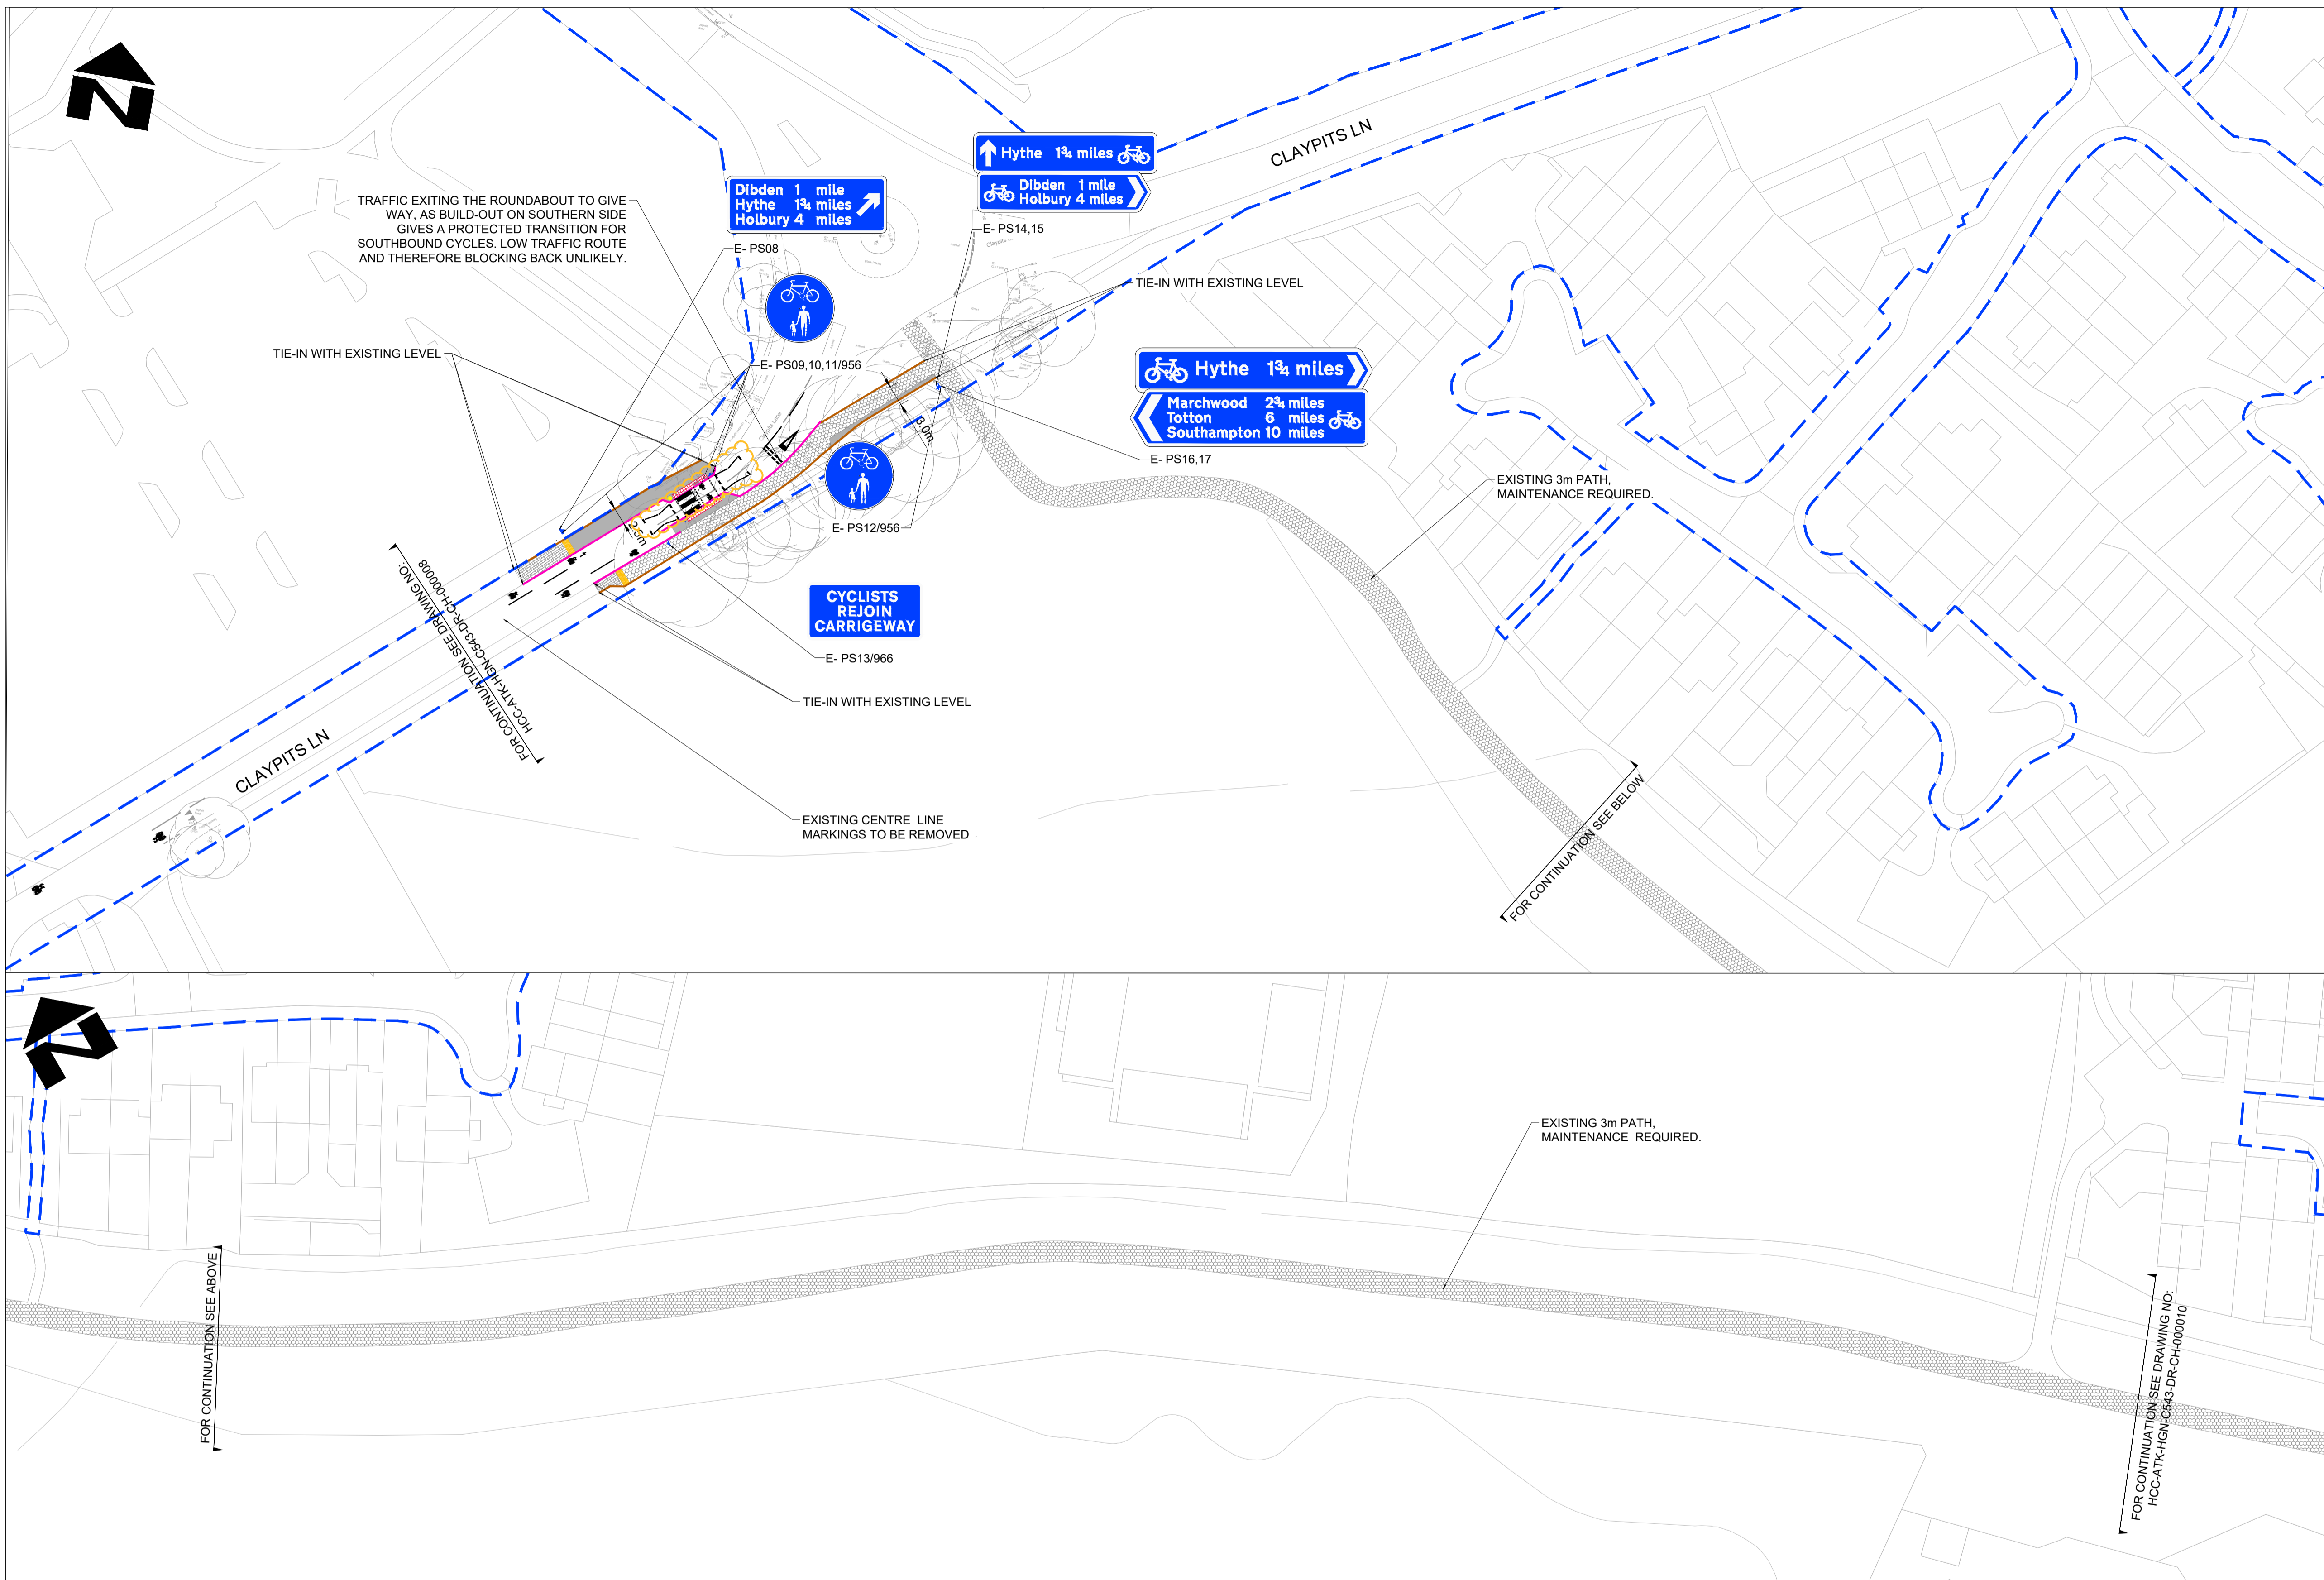 N
CLAYPITS LN
Hythe 1¾ miles
Dibden 1 mile
Holbury 4 miles
Dibden 1 mile
Hythe 1¾ miles
Holbury 4 miles
TRAFFIC EXITING THE ROUNDABOUT TO GIVE
WAY, AS BUILD-OUT ON SOUTHERN SIDE
GIVES A PROTECTED TRANSITION FOR
SOUTHBOUND CYCLES. LOW TRAFFIC ROUTE
AND THEREFORE BLOCKING BACK UNLIKELY.
E- PS14,15
E- PS08
TIE-IN WITH EXISTING LEVEL
TIE-IN WITH EXISTING LEVEL
E- PS09,10,11/956
Hythe 1¾ miles
Marchwood 2¾ miles
Totton 6 miles
Southampton 10 miles
3.0m
E- PS16,17
EXISTING 3m PATH,
MAINTENANCE REQUIRED.
E- PS12/956
2.5m
CYCLISTS
REJOIN
CARRIGEWAY
E- PS13/966
TIE-IN WITH EXISTING LEVEL
FOR CONTINUATION SEE DRAWING NO:
HCC-ATK-HGN-C543-DR-CH-000008
CLAYPITS LN
EXISTING CENTRE LINE
MARKINGS TO BE REMOVED
FOR CONTINUATION SEE BELOW
N
EXISTING 3m PATH,
MAINTENANCE REQUIRED.
FOR CONTINUATION SEE ABOVE
FOR CONTINUATION SEE DRAWING NO:
HCC-ATK-HGN-C543-DR-CH-000010